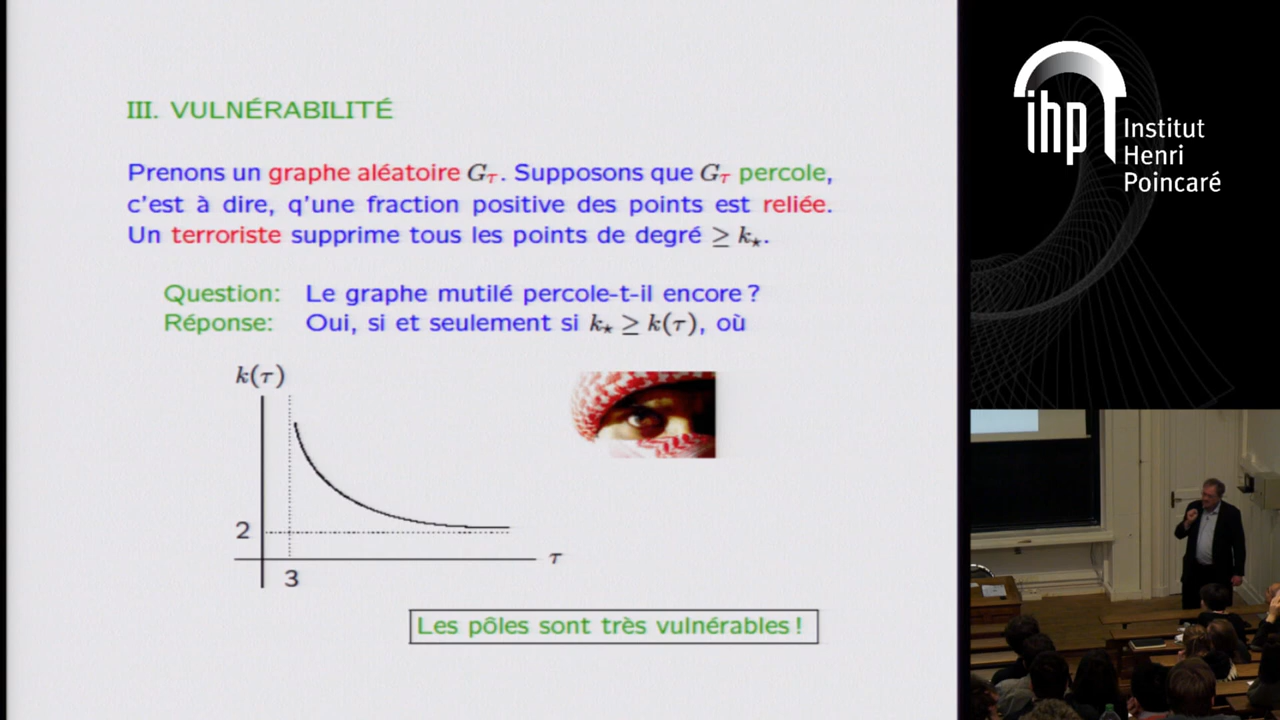 III. VULNÉRABILITÉ
Prenons un graphe aléatoire Gτ. Supposons que Gτ percole,
c'est à dire, q'une fraction positive des points est reliée.
Un terroriste supprime tous les points de degré ≥ k⋆.
Question: Le graphe mutilé percole-t-il encore ?
Réponse: Oui, si et seulement si k⋆ ≥ k(τ), où
k(τ)
2
3
τ
Les pôles sont très vulnérables !
ihp
Institut
Henri
Poincaré